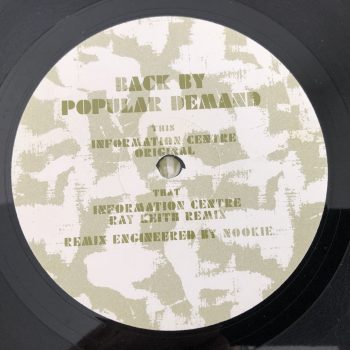 BACK BY
POPULAR DEMAND
THIS
INFORMATION CENTRE
ORIGINAL
THAT
INFORMATION CENTRE
RAY KEITH REMIX
REMIX ENGINEERED BY NOOKIE